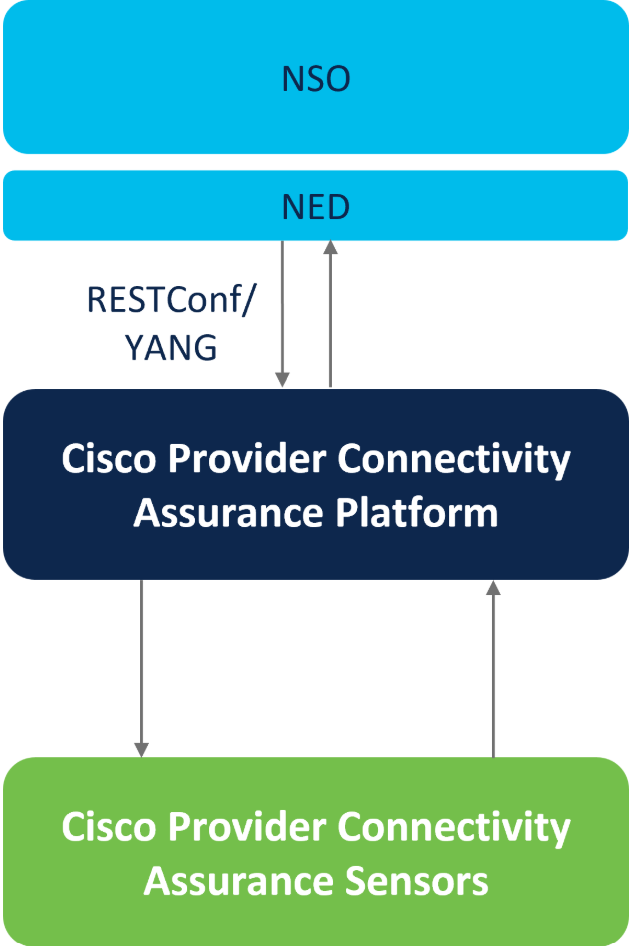 NSO
NED
RESTConf/
YANG
Cisco Provider Connectivity
Assurance Platform
Cisco Provider Connectivity
Assurance Sensors